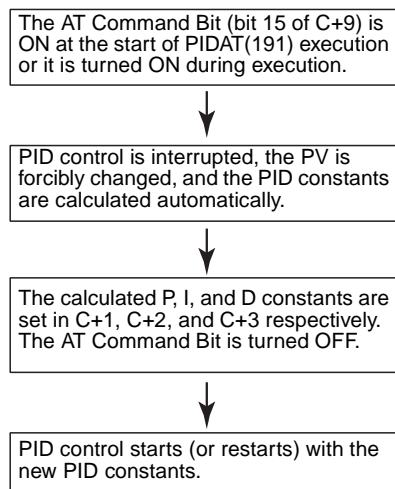 The AT Command Bit (bit 15 of C+9) is
ON at the start of PIDAT(191) execution
or it is turned ON during execution.
PID control is interrupted, the PV is
forcibly changed, and the PID constants
are calculated automatically.
The calculated P, I, and D constants are
set in C+1, C+2, and C+3 respectively.
The AT Command Bit is turned OFF.
PID control starts (or restarts) with the
new PID constants.